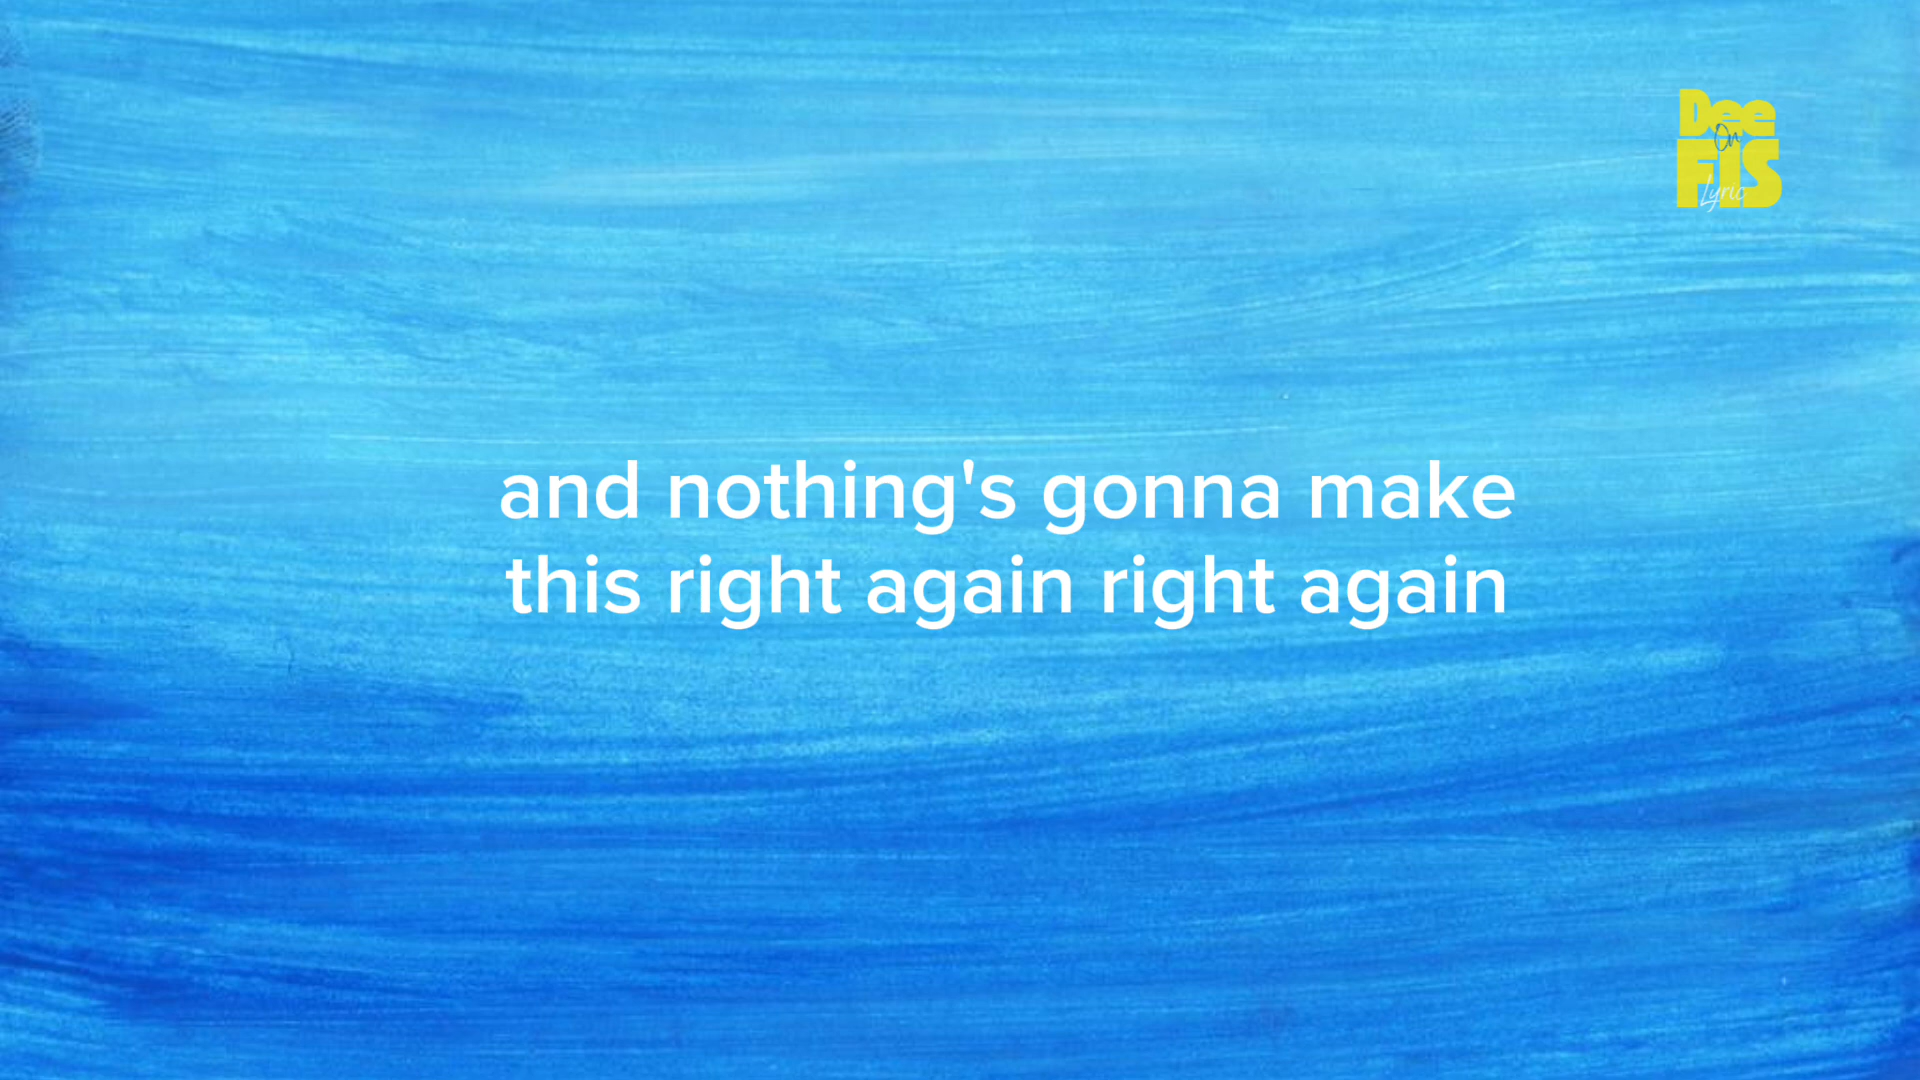 Dee
On
FIS
Lyric
and nothing's gonna make
this right again right again